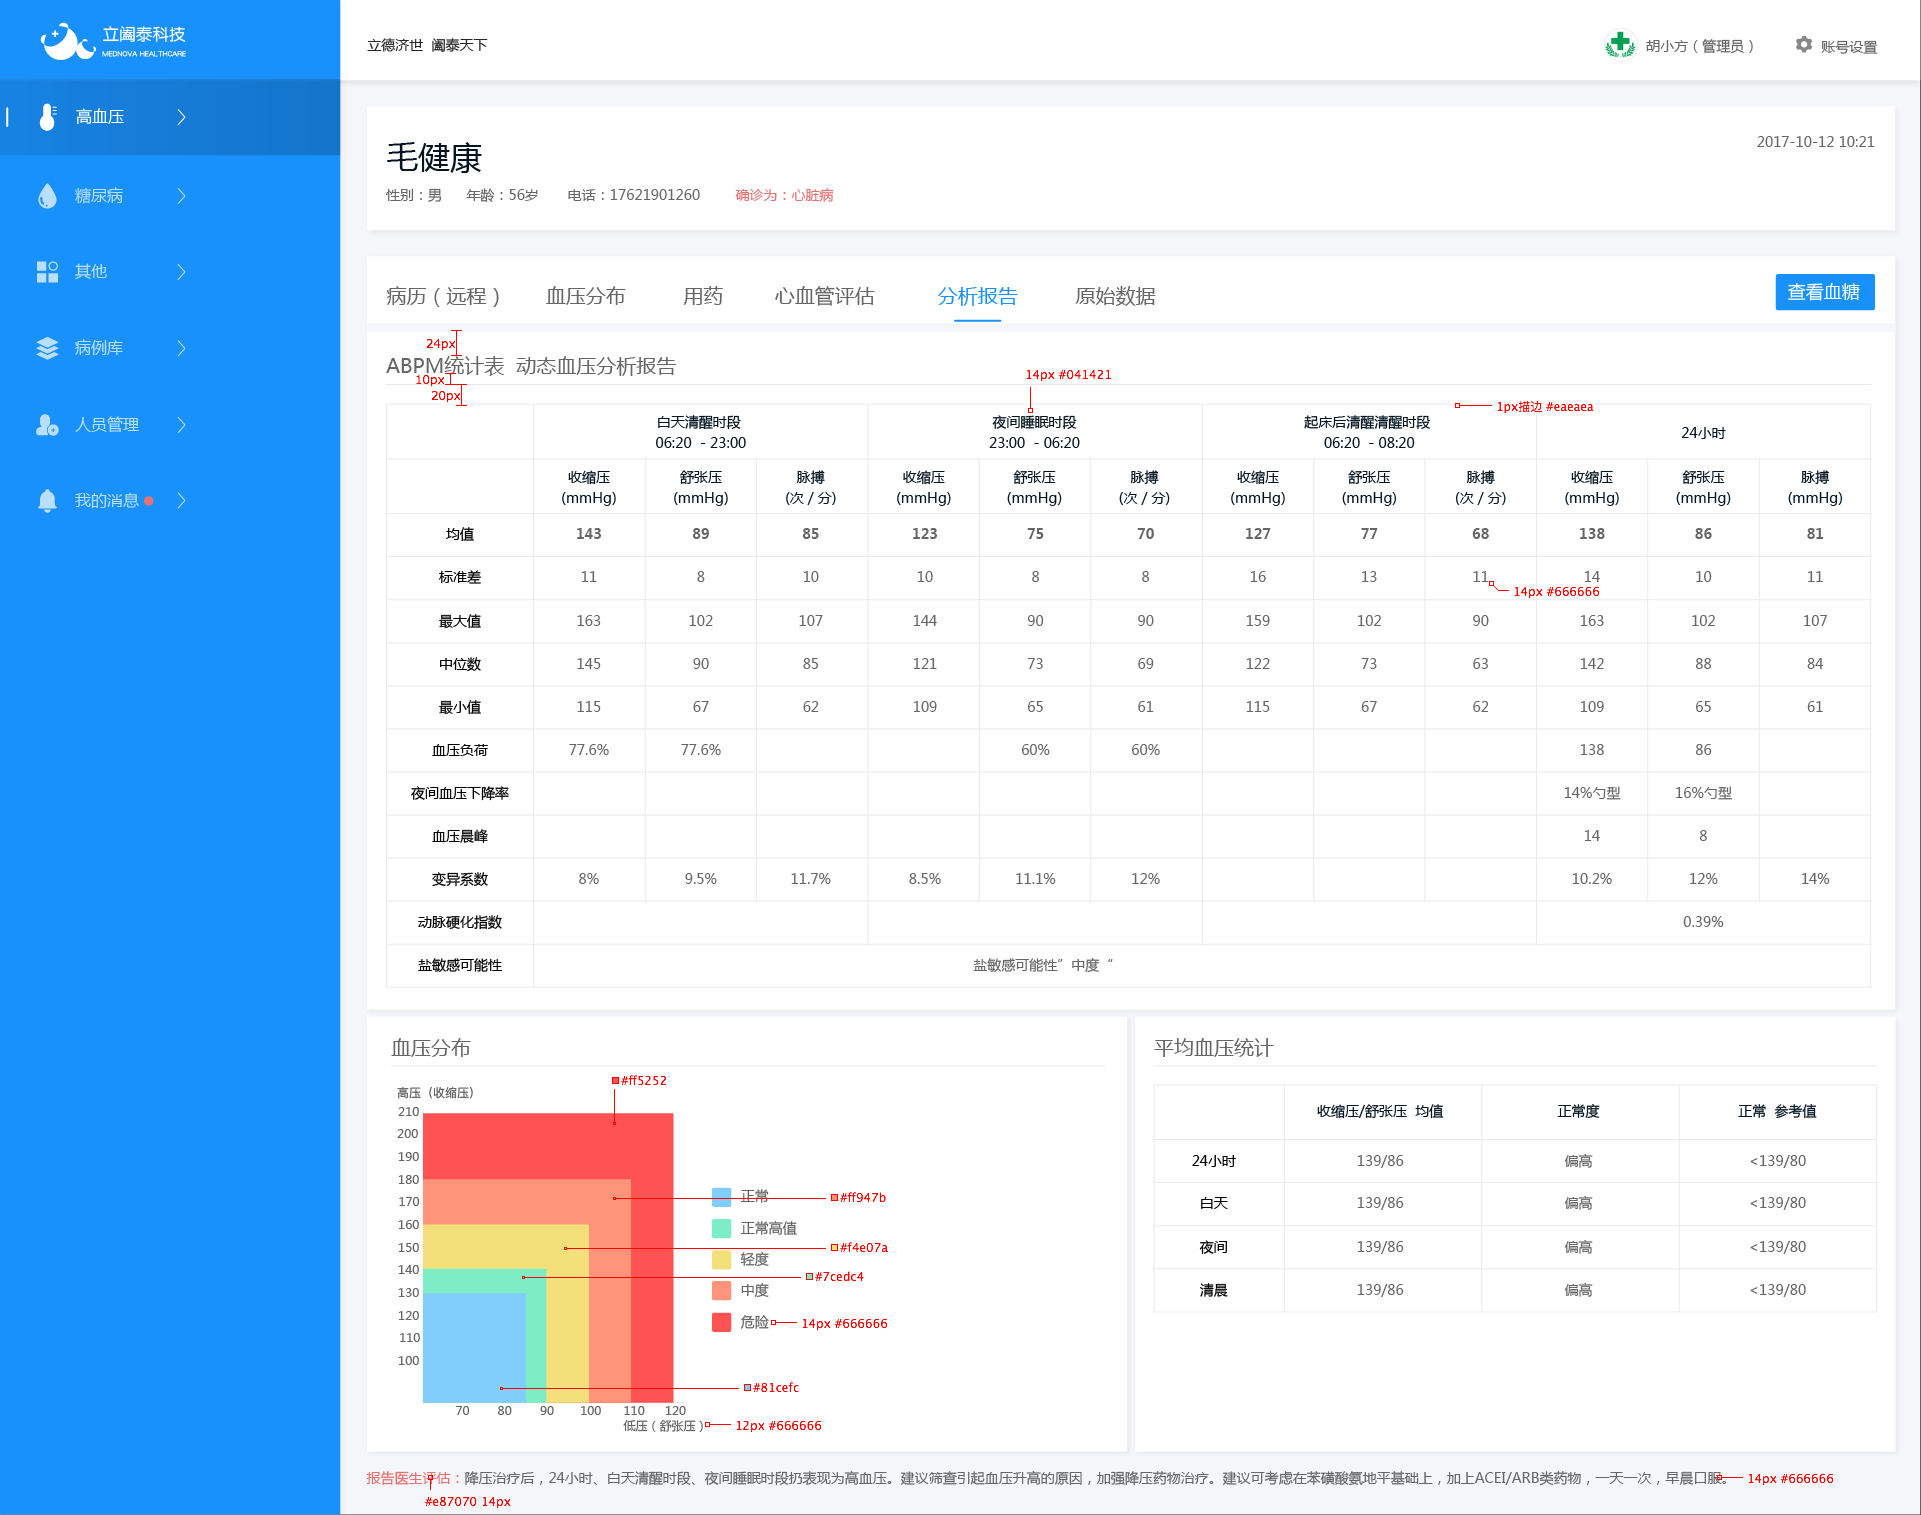 立阖泰科技
MEDNOVA HEALTHCARE
立德济世 阖泰天下
胡小方（管理员）
账号设置
高血压
糖尿病
其他
病例库
人员管理
我的消息
毛健康
2017-10-12 10:21
性别：男 年龄：56岁 电话：17621901260 确诊为：心脏病
病历（远程） 血压分布 用药 心血管评估 分析报告 原始数据 查看血糖
24px
ABPM统计表 动态血压分析报告
10px
20px
14px #041421
1px描边 #eaeaea
白天清醒时段 夜间睡眠时段 起床后清醒清醒时段 24小时
06:20 - 23:00 23:00 - 06:20 06:20 - 08:20
收缩压 舒张压 脉搏 收缩压 舒张压 脉搏 收缩压 舒张压 脉搏 收缩压 舒张压 脉搏
(mmHg) (mmHg) (次 / 分) (mmHg) (mmHg) (次 / 分) (mmHg) (mmHg) (次 / 分) (mmHg) (mmHg) (mmHg)
均值 143 89 85 123 75 70 127 77 68 138 86 81
标准差 11 8 10 10 8 8 16 13 11 14 10 11
14px #666666
最大值 163 102 107 144 90 90 159 102 90 163 102 107
中位数 145 90 85 121 73 69 122 73 63 142 88 84
最小值 115 67 62 109 65 61 115 67 62 109 65 61
血压负荷 77.6% 77.6% 60% 60% 138 86
夜间血压下降率 14%勺型 16%勺型
血压晨峰 14 8
变异系数 8% 9.5% 11.7% 8.5% 11.1% 12% 10.2% 12% 14%
动脉硬化指数 0.39%
盐敏感可能性 盐敏感可能性”中度“
血压分布
高压（收缩压）
#ff5252
210
200
190
180
170
160
150
140
130
120
110
100
正常
#ff947b
正常高值
#f4e07a
轻度
#7cedc4
中度
危险
14px #666666
#81cefc
70 80 90 100 110 120
低压（舒张压）
12px #666666
平均血压统计
收缩压/舒张压 均值 正常度 正常 参考值
24小时 139/86 偏高 <139/80
白天 139/86 偏高 <139/80
夜间 139/86 偏高 <139/80
清晨 139/86 偏高 <139/80
报告医生评估：降压治疗后，24小时、白天清醒时段、夜间睡眠时段扔表现为高血压。建议筛查引起血压升高的原因，加强降压药物治疗。建议可考虑在苯磺酸氨地平基础上，加上ACEI/ARB类药物，一天一次，早晨口服。
14px #666666
#e87070 14px